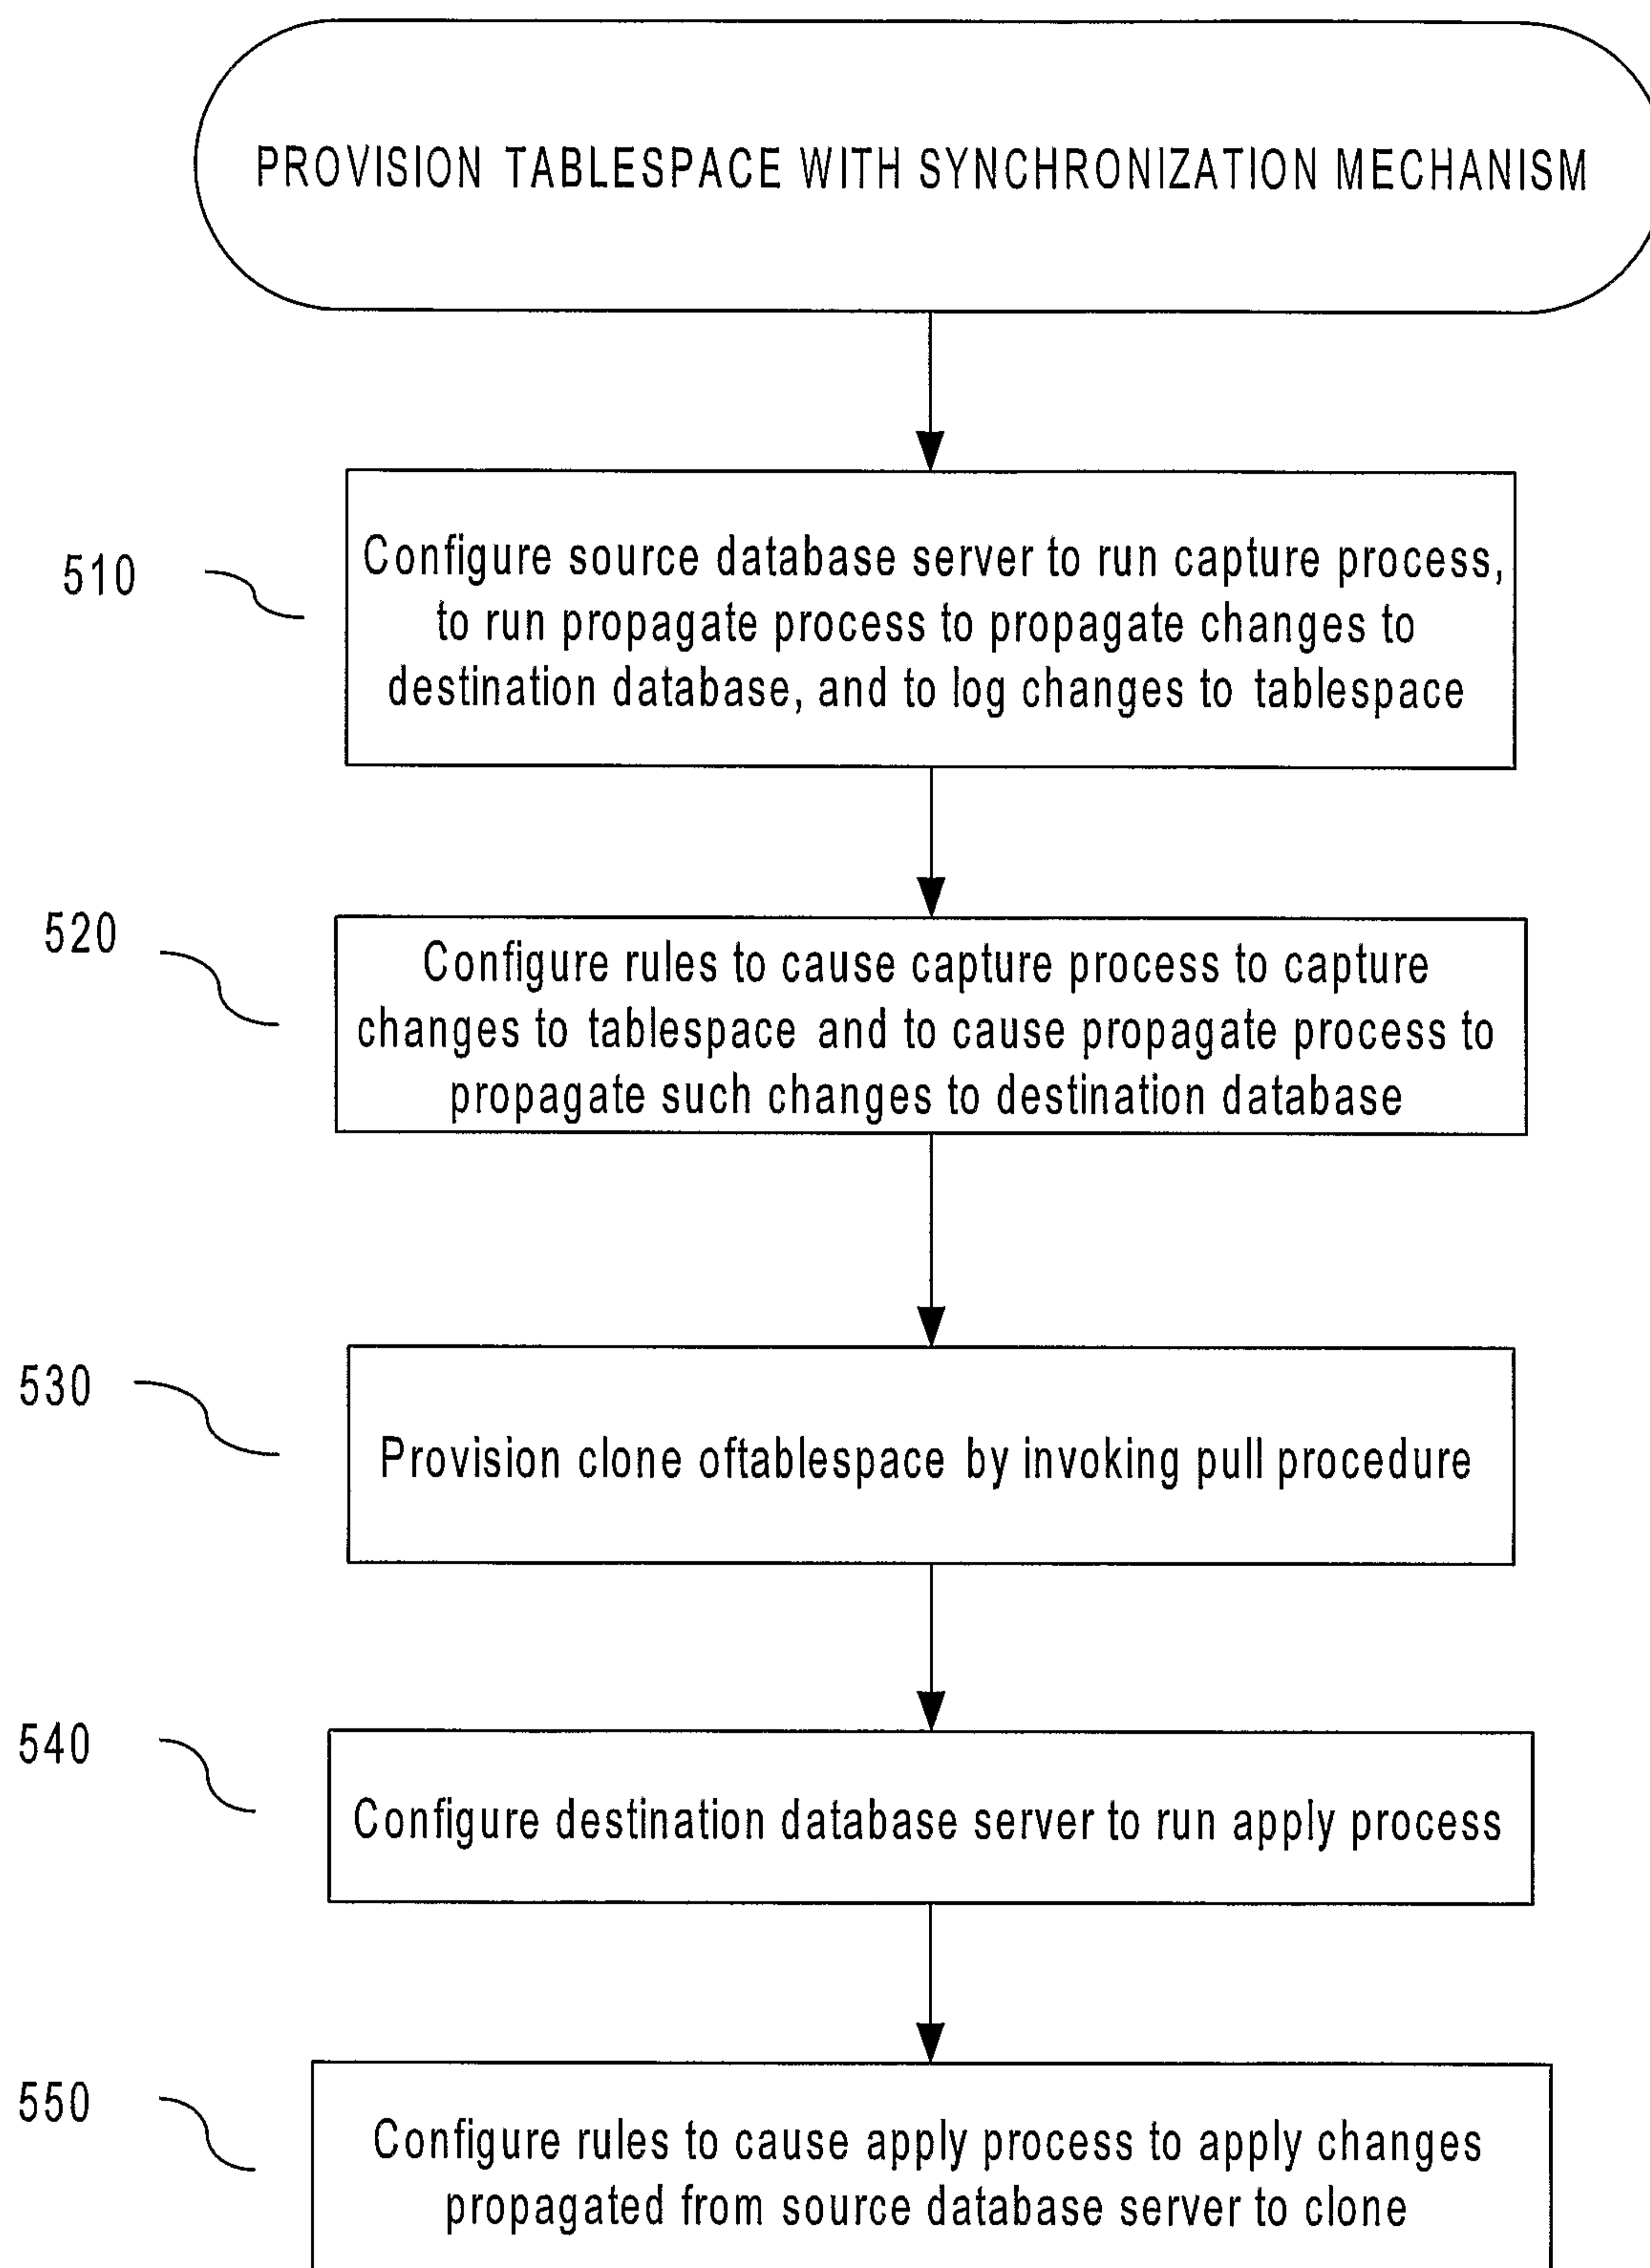 PROVISION TABLESPACE WITH SYNCHRONIZATION MECHANISM
510
Configure source database server to run capture process,
to run propagate process to propagate changes to
destination database, and to log changes to tablespace
520
Configure rules to cause capture process to capture
changes to tablespace and to cause propagate process to
propagate such changes to destination database
530
Provision clone oftablespace by invoking pull procedure
540
Configure destination database server to run apply process
550
Configure rules to cause apply process to apply changes
propagated from source database server to clone